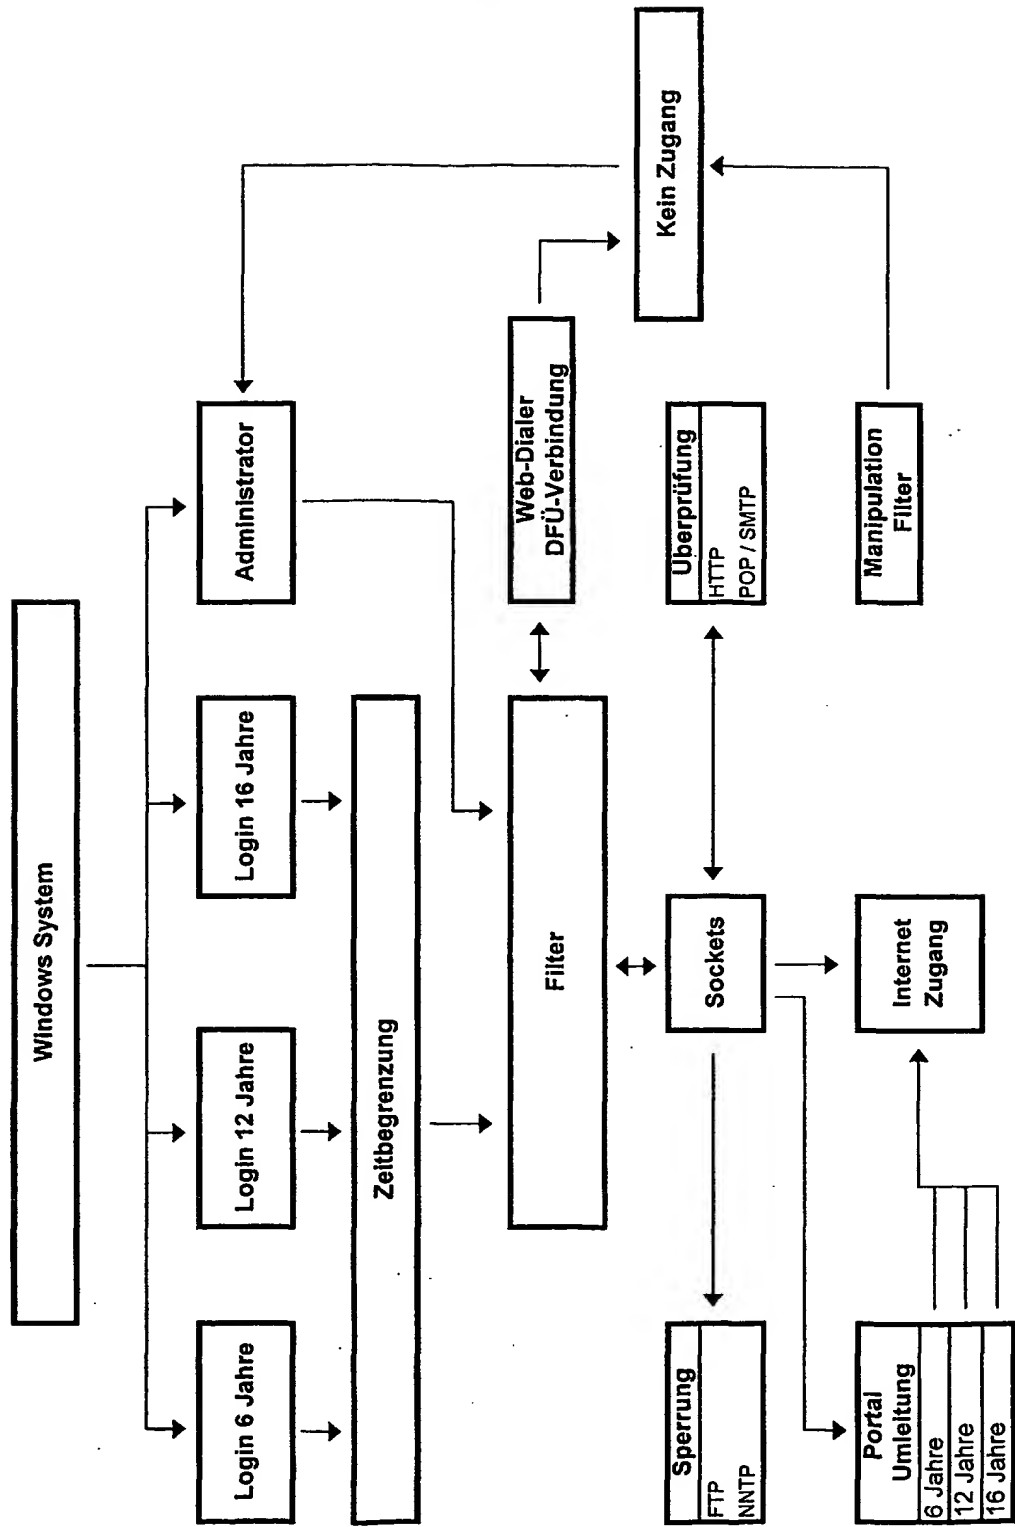 Windows System
Login 6 Jahre
Login 12 Jahre
Login 16 Jahre
Administrator
Zeitbegrenzung
Filter
Web-Dialer
DFÜ-Verbindung
Kein Zugang
Sperrung
FTP
NNTP
Sockets
Überprüfung
HTTP
POP / SMTP
Portal
Umleitung
6 Jahre
12 Jahre
16 Jahre
Internet
Zugang
Manipulation
Filter